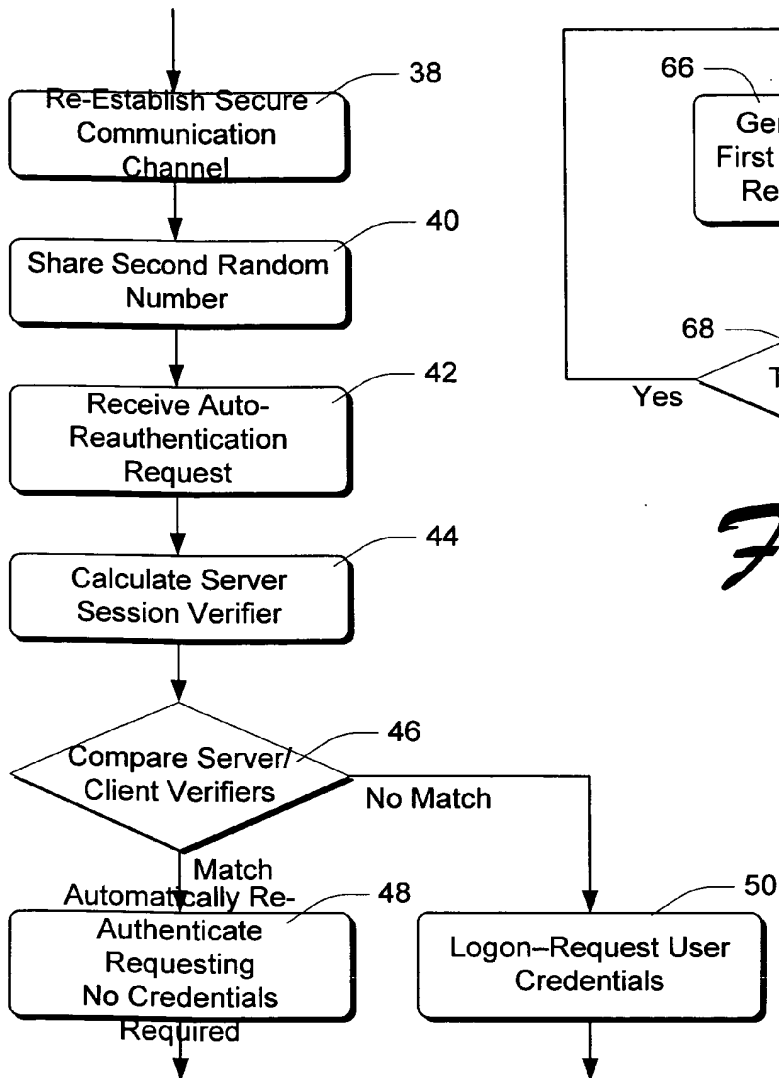 38
Re-Establish Secure
Communication
Channel
40
Share Second Random
Number
42
Receive Auto-
Reauthentication
Request
44
Calculate Server
Session Verifier
46
Compare Server/
Client Verifiers
No Match
Match
48
Automatically Re-
Authenticate
Requesting
No Credentials
Required
50
Logon–Request User
Credentials
66
First
68
Yes